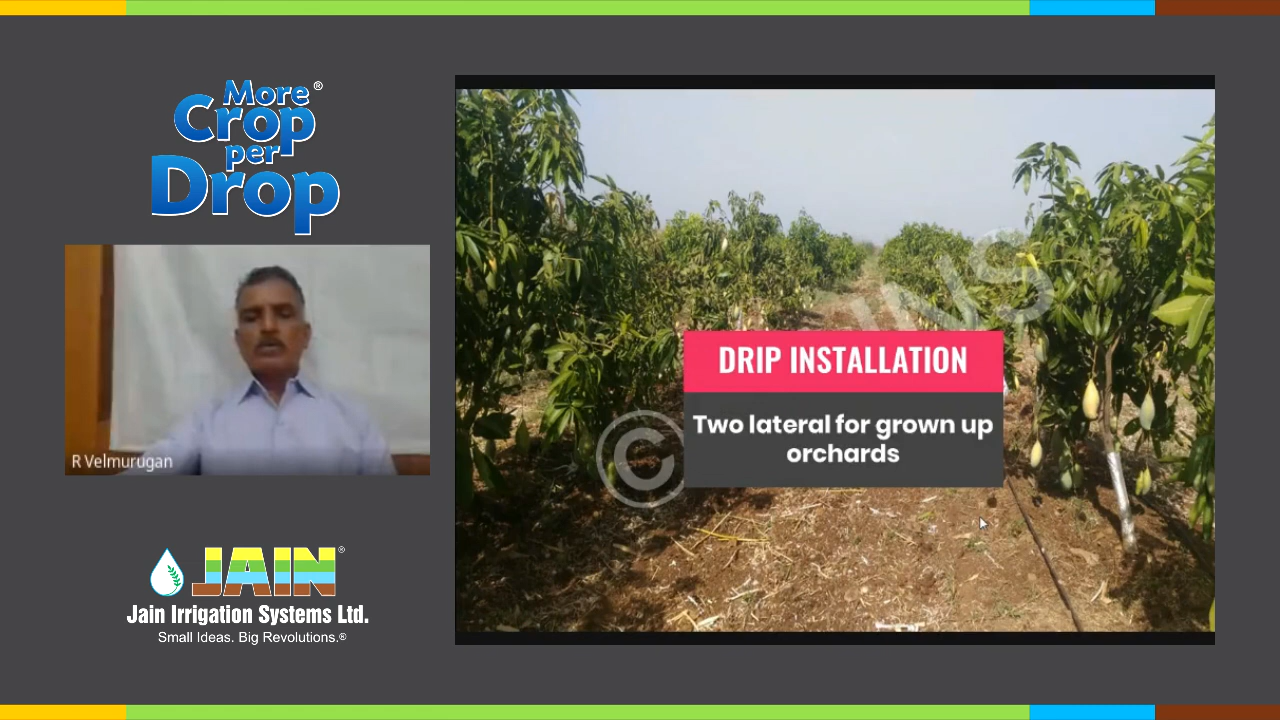 More®
Crop
per
Drop
R Velmurugan
JAIN®
Jain Irrigation Systems Ltd.
Small Ideas. Big Revolutions.®
DRIP INSTALLATION
Two lateral for grown up
orchards
©